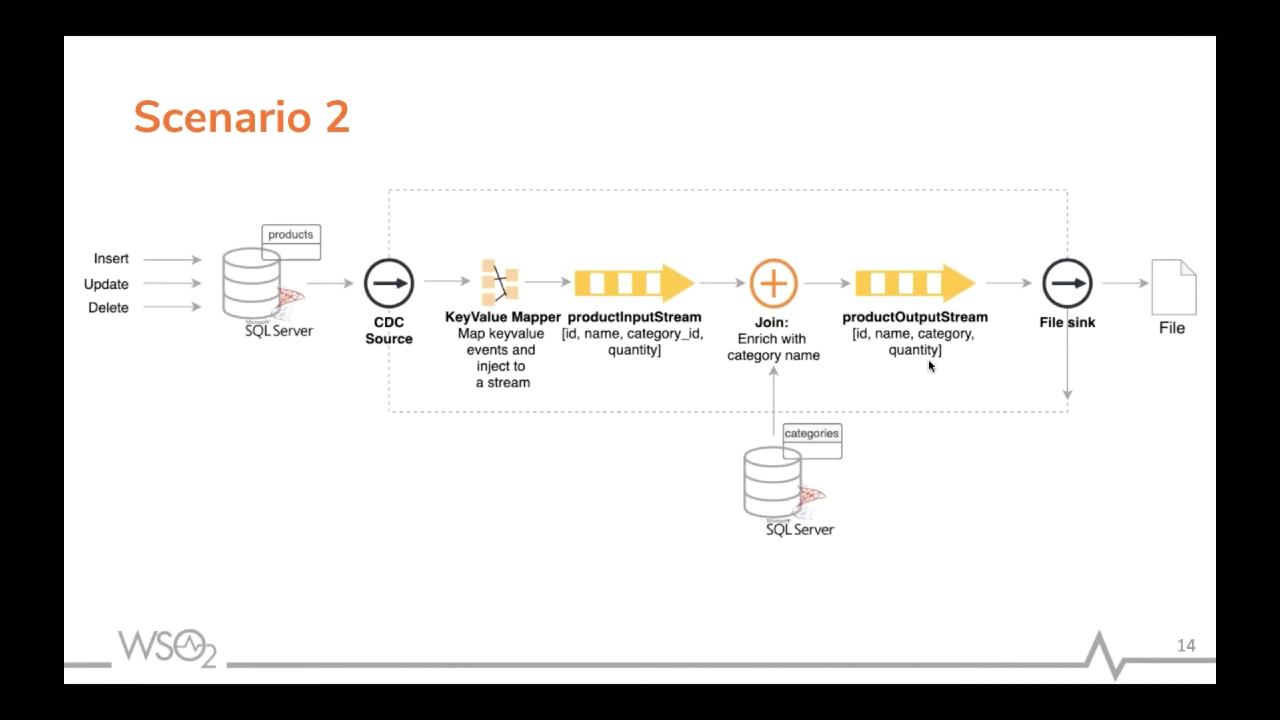 Scenario 2
Insert
Update
Delete
products
Microsoft
SQL Server
CDC
Source
KeyValue Mapper
Map keyvalue
events and
inject to
a stream
productInputStream
[id, name, category_id,
quantity]
Join:
Enrich with
category name
productOutputStream
[id, name, category,
quantity]
File sink
File
categories
Microsoft
SQL Server
WSO2
14